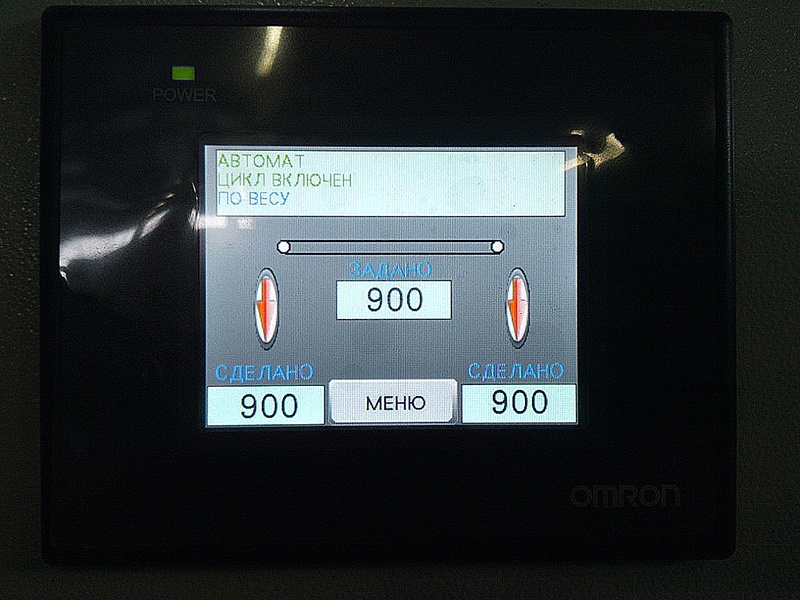 POWER
АВТОМАТ
ЦИКЛ ВКЛЮЧЕН
ПО ВЕСУ
ЗАДАНО
900
СДЕЛАНО
СДЕЛАНО
900
МЕНЮ
900
OMRON